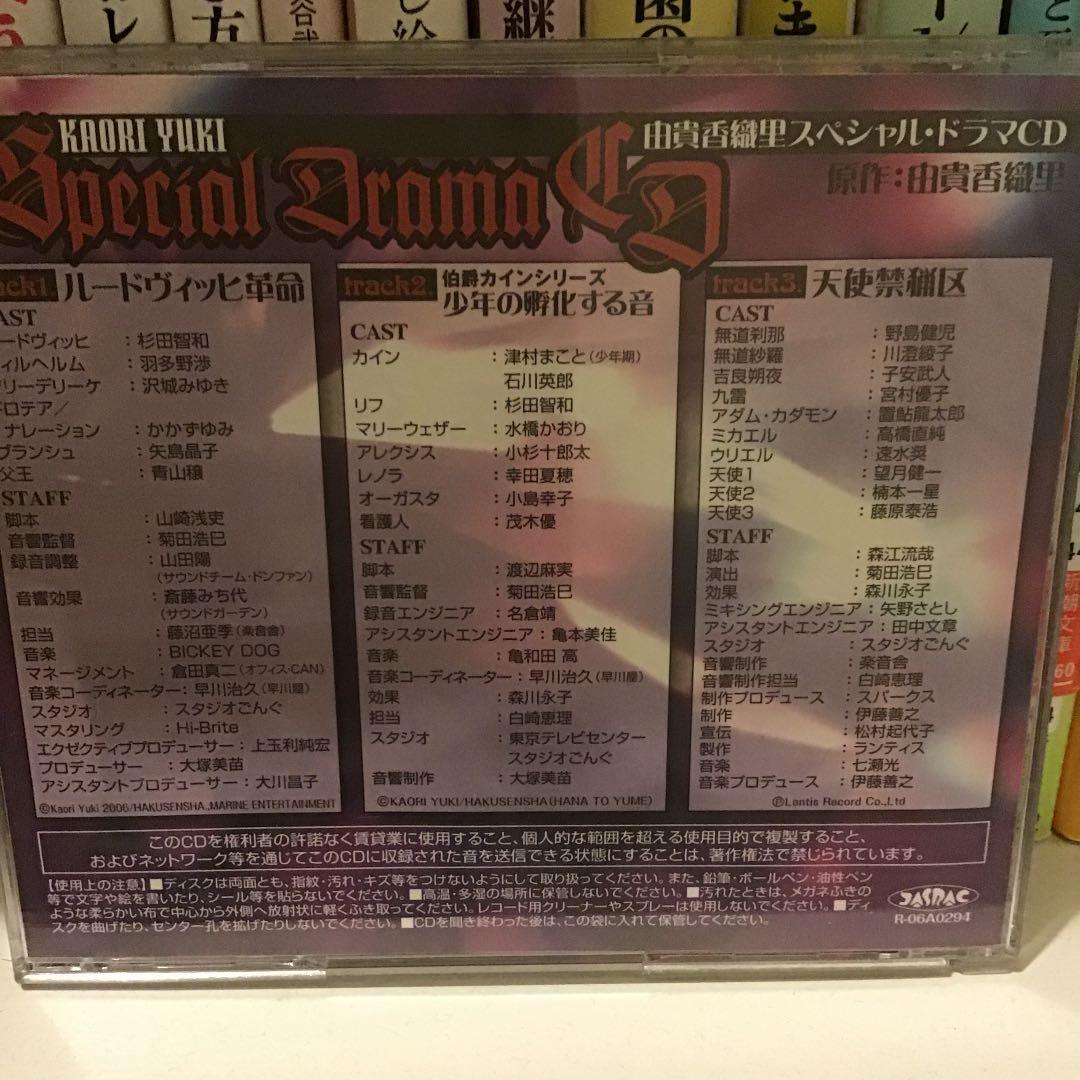 KAORI YUKI
Special Drama CD
由貴香織里スペシャル・ドラマCD
原作：由貴香織里
ack1. ルードヴィッヒ革命
AST
ードヴィッヒ：杉田智和
ィルヘルム：羽多野渉
リーデリーケ：沢城みゆき
ロテア／
ナレーション：かかずゆみ
ブランシュ：矢島晶子
父王：青山穣
STAFF
脚本：山崎浅吏
音響監督：菊田浩巳
録音調整：山田陽
（サウンドチーム・ドンファン）
音響効果：斎藤みち代
（サウンドガーデン）
担当：藤沼亜季（楽音舎）
音楽：BICKEY DOG
マネージメント：倉田真二（オフィス・CAN）
音楽コーディネーター：早川治久（早川屋）
スタジオ：スタジオごんぐ
マスタリング：Hi-Brite
エクゼクティブプロデューサー：上玉利純宏
プロデューサー：大塚美苗
アシスタントプロデューサー：大川昌子
©Kaori Yuki 2006/HAKUSENSHA.,MARINE ENTERTAINMENT
track2. 伯爵カインシリーズ
少年の孵化する音
CAST
カイン：津村まこと（少年期）
石川英郎
リフ：杉田智和
マリーウェザー：水橋かおり
アレクシス：小杉十郎太
レノラ：幸田夏穂
オーガスタ：小島幸子
看護人：茂木優
STAFF
脚本：渡辺麻実
音響監督：菊田浩巳
録音エンジニア：名倉靖
アシスタントエンジニア：亀本美佳
音楽：亀和田 高
音楽コーディネーター：早川治久（早川屋）
効果：森川永子
担当：白崎恵理
スタジオ：東京テレビセンター
スタジオごんぐ
音響制作：大塚美苗
©KAORI YUKI/HAKUSENSHA(HANA TO YUME)
track3. 天使禁猟区
CAST
無道刹那：野島健児
無道紗羅：川澄綾子
吉良朔夜：子安武人
九雷：宮村優子
アダム・カダモン：置鮎龍太郎
ミカエル：高橋直純
ウリエル：速水奨
天使1：望月健一
天使2：楠本一星
天使3：藤原泰浩
STAFF
脚本：森江流哉
演出：菊田浩巳
効果：森川永子
ミキシングエンジニア：矢野さとし
アシスタントエンジニア：田中文章
スタジオ：スタジオごんぐ
音響制作：楽音舎
音響制作担当：白崎恵理
制作プロデュース：スパークス
制作：伊藤善之
宣伝：松村起代子
製作：ランティス
音楽：七瀬光
音楽プロデュース：伊藤善之
℗Lantis Record Co.,Ltd
このCDを権利者の許諾なく賃貸業に使用すること、個人的な範囲を超える使用目的で複製すること、
およびネットワーク等を通じてこのCDに収録された音を送信できる状態にすることは、著作権法で禁じられています。
【使用上の注意】■ディスクは両面とも、指紋・汚れ・キズ等をつけないようにして取り扱ってください。また、鉛筆・ボールペン・油性ペン
等で文字や絵を書いたり、シール等を貼らないでください。■高温・多湿の場所に保管しないでください。■汚れたときは、メガネふきの
ような柔らかい布で中心から外側へ放射状に軽くふき取ってください。レコード用クリーナーやスプレーは使用しないでください。■ディ
スクを曲げたり、センター孔を拡げたりしないでください。■CDを聞き終わった後は、この袋に入れて保管してください。
JASRAC
R-06A0294